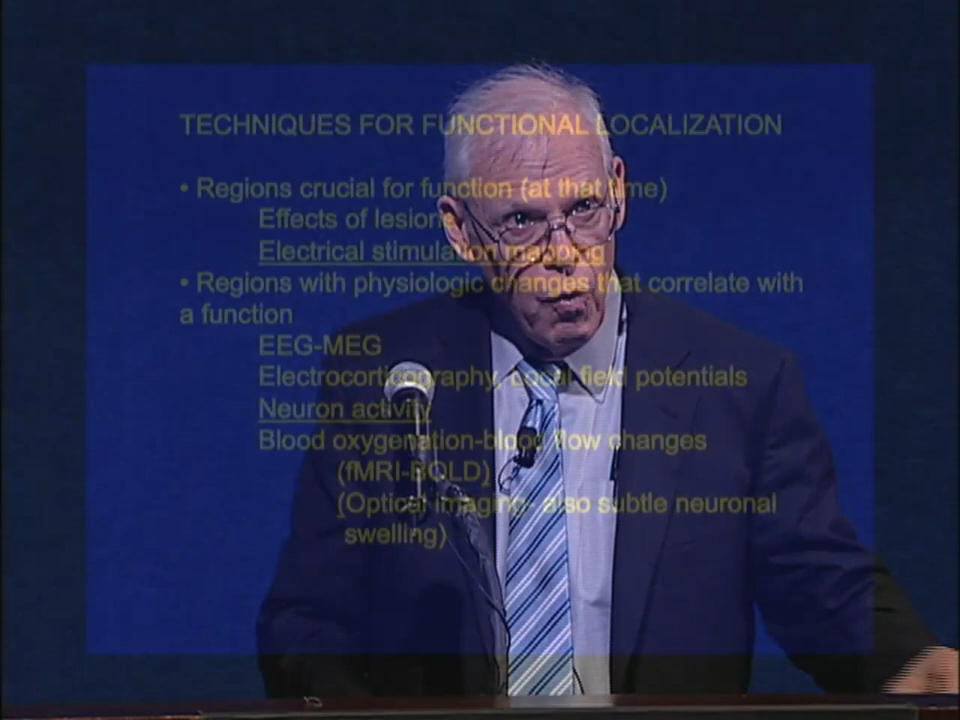 TECHNIQUES FOR FUNCTIONAL LOCALIZATION
• Regions crucial for function (at that time)
Effects of lesions
Electrical stimulation mapping
• Regions with physiologic changes that correlate with
a function
EEG-MEG
Electrocorticography, Local field potentials
Neuron activity
Blood oxygenation-blood flow changes
(fMRI-BOLD)
(Optical imaging- also subtle neuronal
swelling)